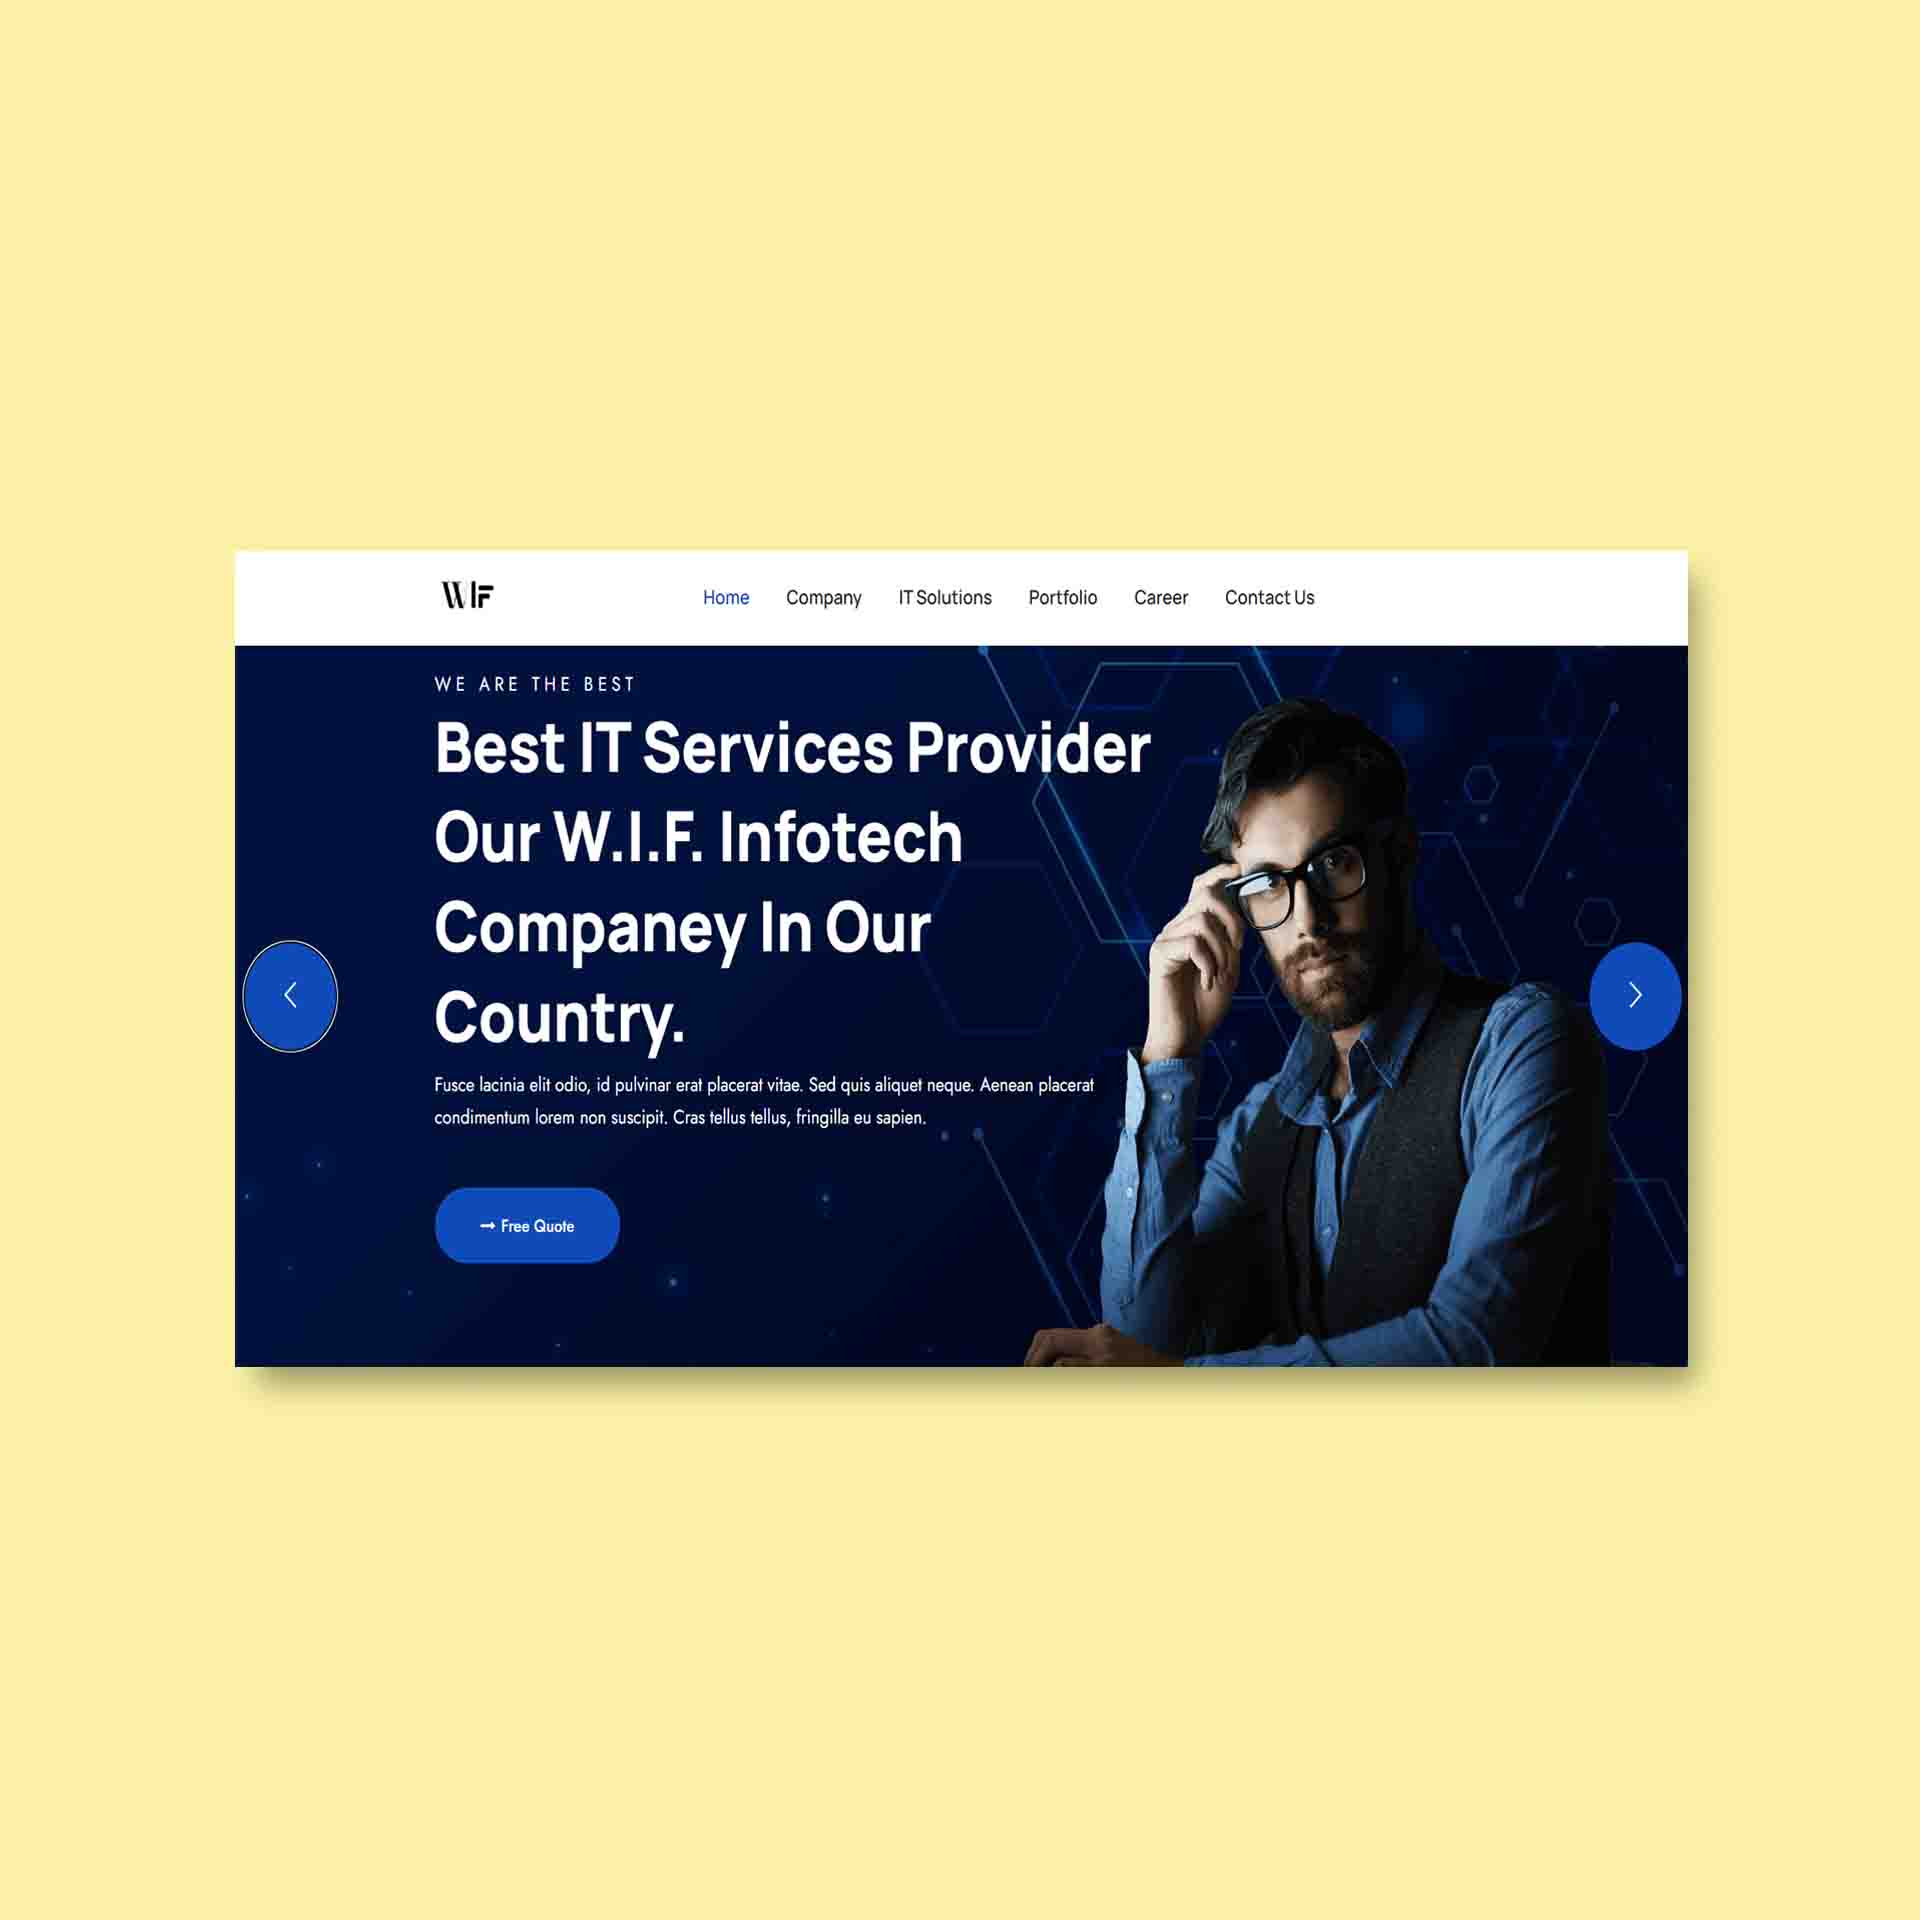 WIF
Home Company IT Solutions Portfolio Career Contact Us
WE ARE THE BEST
Best IT Services Provider
Our W.I.F. Infotech
Companey In Our
Country.
Fusce lacinia elit odio, id pulvinar erat placerat vitae. Sed quis aliquet neque. Aenean placerat
condimentum lorem non suscipit. Cras tellus tellus, fringilla eu sapien.
Free Quote